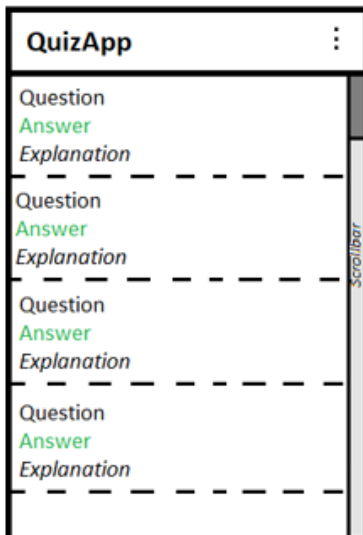 QuizApp
Question
Answer
Explanation
Question
Answer
Explanation
Scrollbar
Question
Answer
Explanation
Question
Answer
Explanation